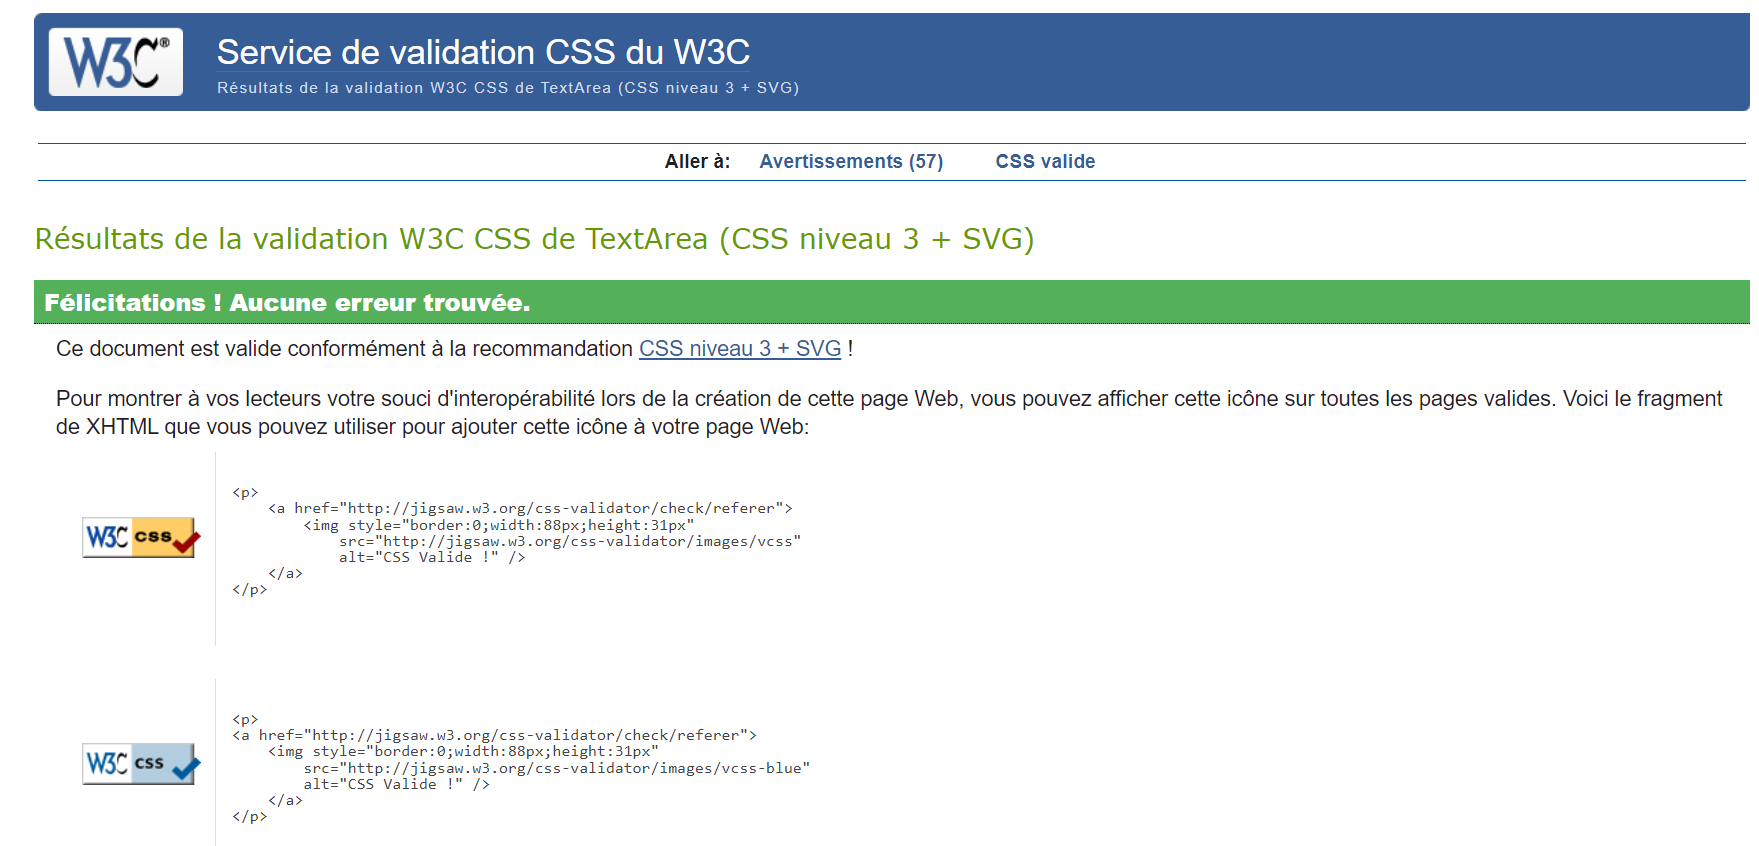 W3C®
Service de validation CSS du W3C
Résultats de la validation W3C CSS de TextArea (CSS niveau 3 + SVG)
Aller à: Avertissements (57) CSS valide
Résultats de la validation W3C CSS de TextArea (CSS niveau 3 + SVG)
Félicitations ! Aucune erreur trouvée.
Ce document est valide conformément à la recommandation CSS niveau 3 + SVG !
Pour montrer à vos lecteurs votre souci d'interopérabilité lors de la création de cette page Web, vous pouvez afficher cette icône sur toutes les pages valides. Voici le fragment
de XHTML que vous pouvez utiliser pour ajouter cette icône à votre page Web:
W3C css
<p>
<a href="http://jigsaw.w3.org/css-validator/check/referer">
<img style="border:0;width:88px;height:31px"
src="http://jigsaw.w3.org/css-validator/images/vcss"
alt="CSS Valide !" />
</a>
</p>
W3C css
<p>
<a href="http://jigsaw.w3.org/css-validator/check/referer">
<img style="border:0;width:88px;height:31px"
src="http://jigsaw.w3.org/css-validator/images/vcss-blue"
alt="CSS Valide !" />
</a>
</p>